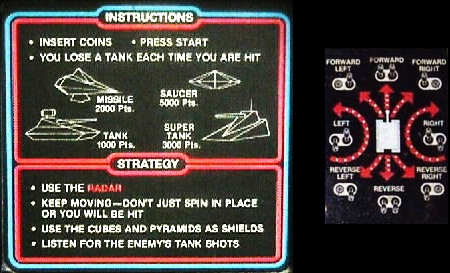 INSTRUCTIONS
• INSERT COINS • PRESS START
• YOU LOSE A TANK EACH TIME YOU ARE HIT
MISSILE
2000 Pts.
SAUCER
5000 Pts.
TANK
1000 Pts.
SUPER
TANK
3000 Pts.
STRATEGY
• USE THE RADAR
• KEEP MOVING—DON'T JUST SPIN IN PLACE
OR YOU WILL BE HIT
• USE THE CUBES AND PYRAMIDS AS SHIELDS
• LISTEN FOR THE ENEMY'S TANK SHOTS
FORWARD
LEFT
FORWARD
FORWARD
RIGHT
LEFT
RIGHT
REVERSE
LEFT
REVERSE
REVERSE
RIGHT